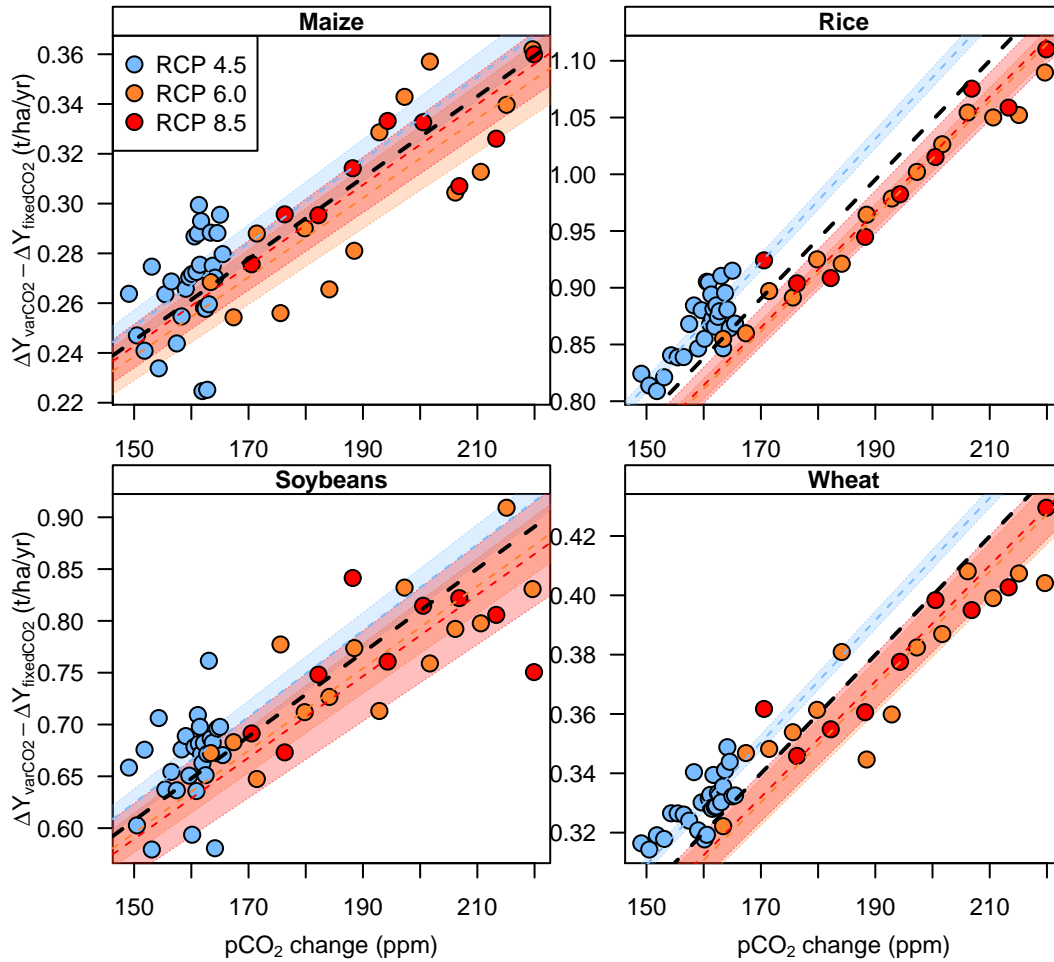 Maize
Rice
ΔYvarCO2 − ΔYfixedCO2 (t/ha/yr)
0.36
0.34
0.32
0.30
0.28
0.26
0.24
0.22
RCP 4.5
RCP 6.0
RCP 8.5
1.10
1.05
1.00
0.95
0.90
0.85
0.80
150 170 190 210
150 170 190 210
Soybeans
Wheat
ΔYvarCO2 − ΔYfixedCO2 (t/ha/yr)
0.90
0.85
0.80
0.75
0.70
0.65
0.60
0.42
0.40
0.38
0.36
0.34
0.32
150 170 190 210
150 170 190 210
pCO2 change (ppm)
pCO2 change (ppm)